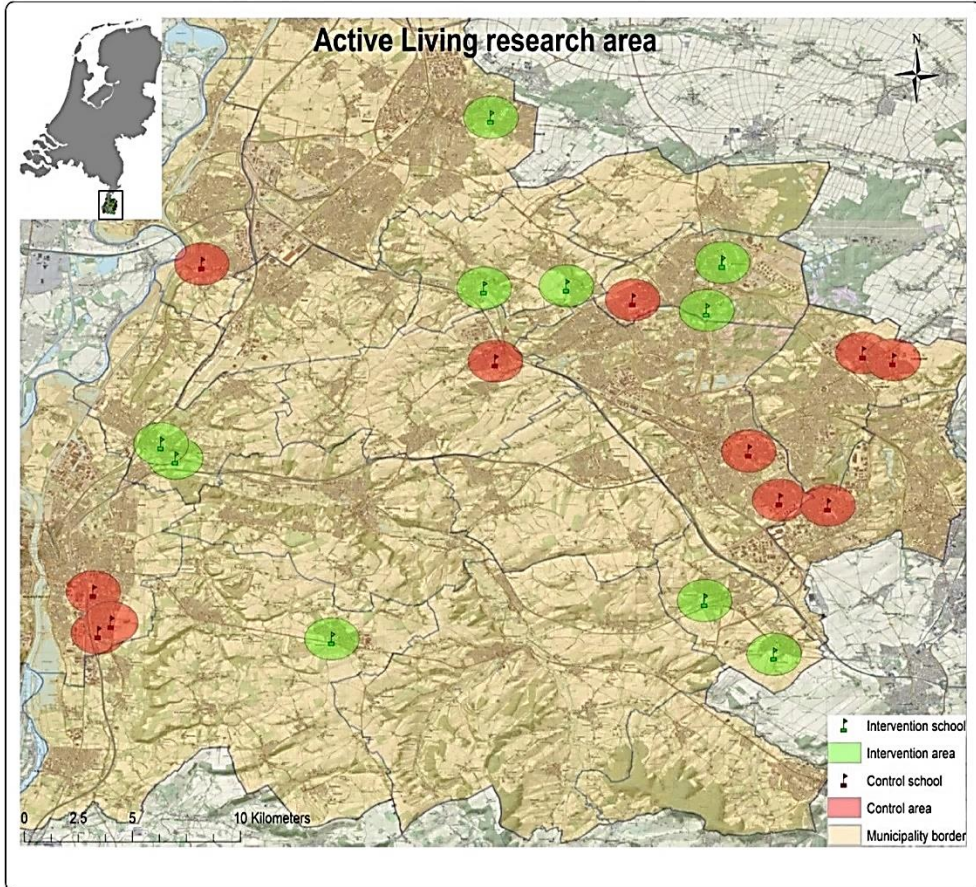 Active Living research area
N
Intervention school
Intervention area
Control school
Control area
Municipality border
0 2.5 5 10 Kilometers